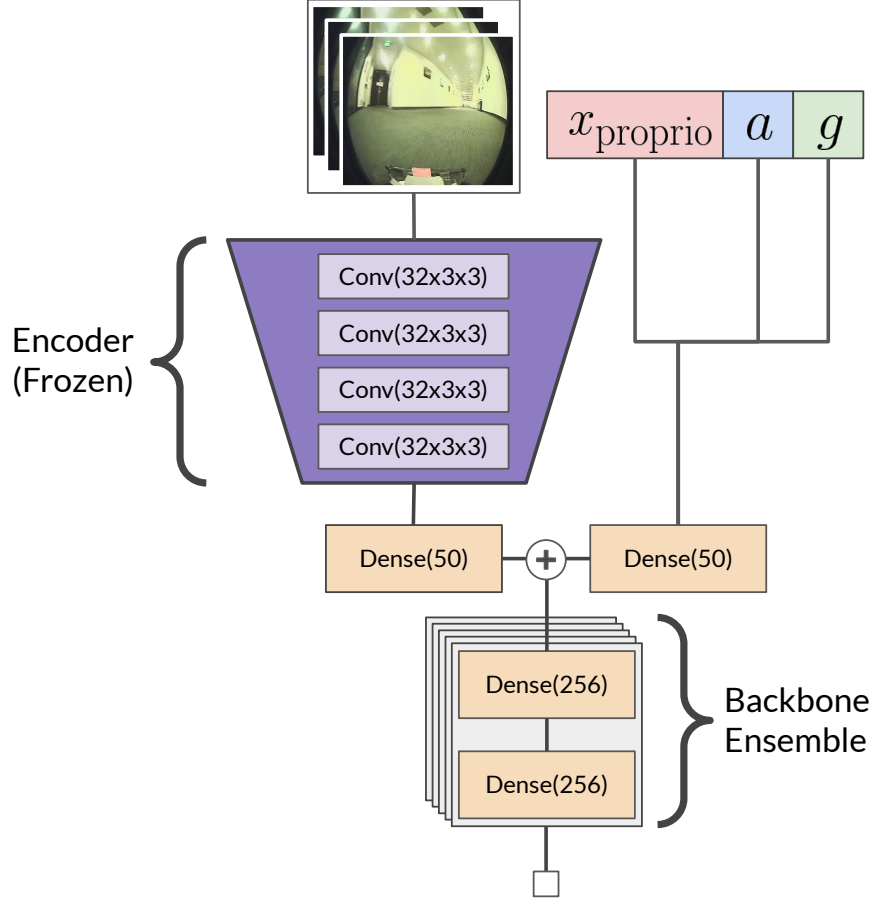 x_proprio a g
Conv(32x3x3)
Conv(32x3x3)
Conv(32x3x3)
Conv(32x3x3)
Encoder
(Frozen)
Dense(50)
+
Dense(50)
Dense(256)
Dense(256)
Backbone
Ensemble